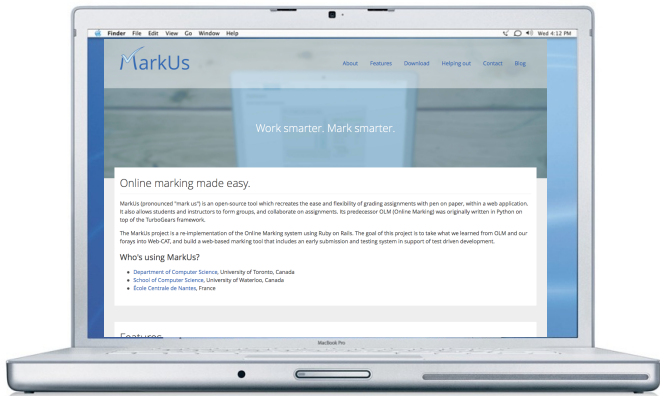 Finder File Edit View Go Window Help
Wed 4:12 PM
MarkUs
About Features Download Helping out Contact Blog
Work smarter. Mark smarter.
Online marking made easy.
MarkUs (pronounced "mark us") is an open-source tool which recreates the ease and flexibility of grading assignments with pen on paper, within a web application.
It also allows students and instructors to form groups, and collaborate on assignments. Its predecessor OLM (Online Marking) was originally written in Python on
top of the TurboGears framework.
The MarkUs project is a re-implementation of the Online Marking system using Ruby on Rails. The goal of this project is to take what we learned from OLM and our
forays into Web-CAT, and build a web-based marking tool that includes an early submission and testing system in support of test driven development.
Who's using MarkUs?
Department of Computer Science, University of Toronto, Canada
School of Computer Science, University of Waterloo, Canada
École Centrale de Nantes, France
Features
MacBook Pro